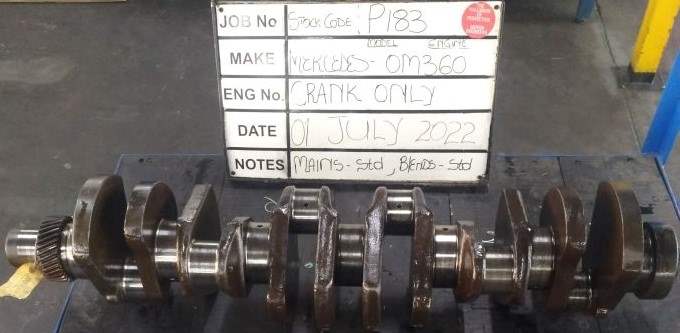 JOB No STOCK CODE: P183
MODEL ENGINE
MAKE MERCEDES - OM360
ENG No. CRANK ONLY
DATE 01 JULY 2022
NOTES MAINS - Std, BIGENDS - Std